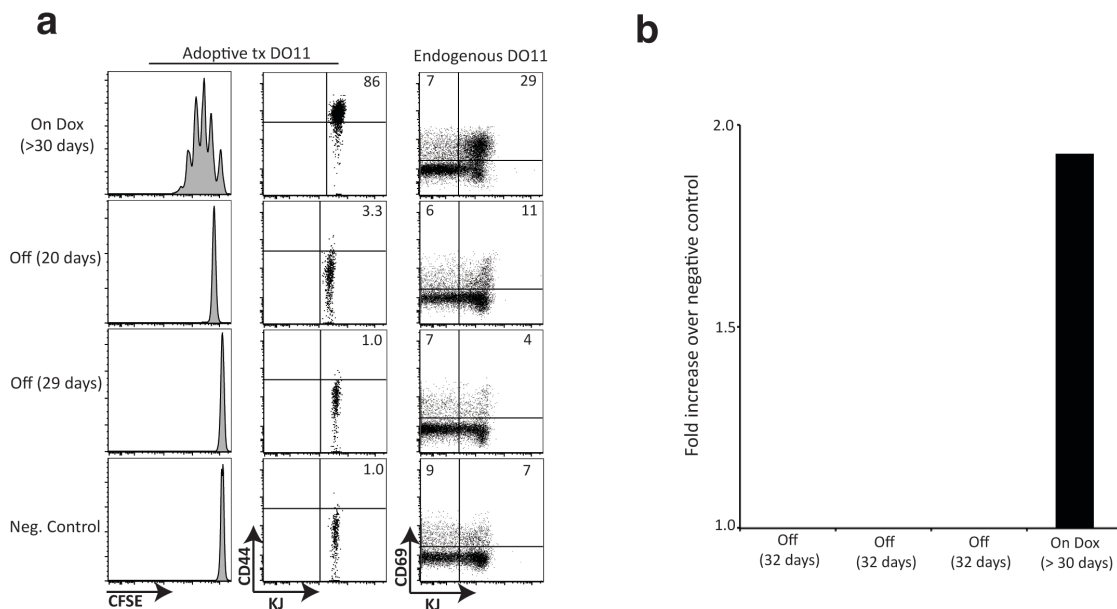 a
Adoptive tx DO11
Endogenous DO11
On Dox
(>30 days)
86
7 29
Off (20 days)
3.3
6 11
Off (29 days)
1.0
7 4
Neg. Control
1.0
9 7
CFSE
CD44
KJ
CD69
KJ
b
Fold increase over negative control
2.0
1.5
1.0
Off
(32 days)
Off
(32 days)
Off
(32 days)
On Dox
(> 30 days)